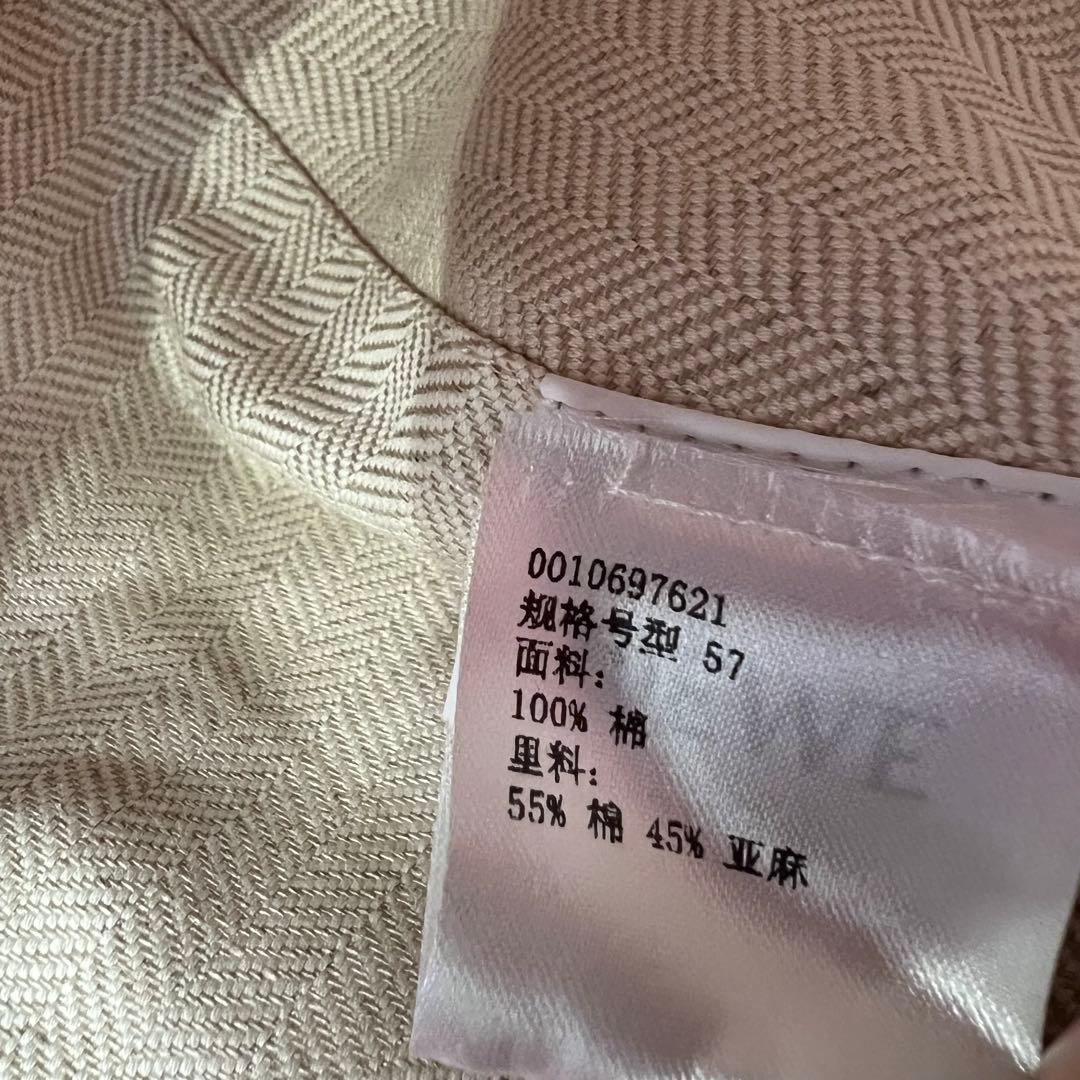 0010697621
规格号型 57
面料:
100% 棉
里料:
55% 棉 45% 亚麻